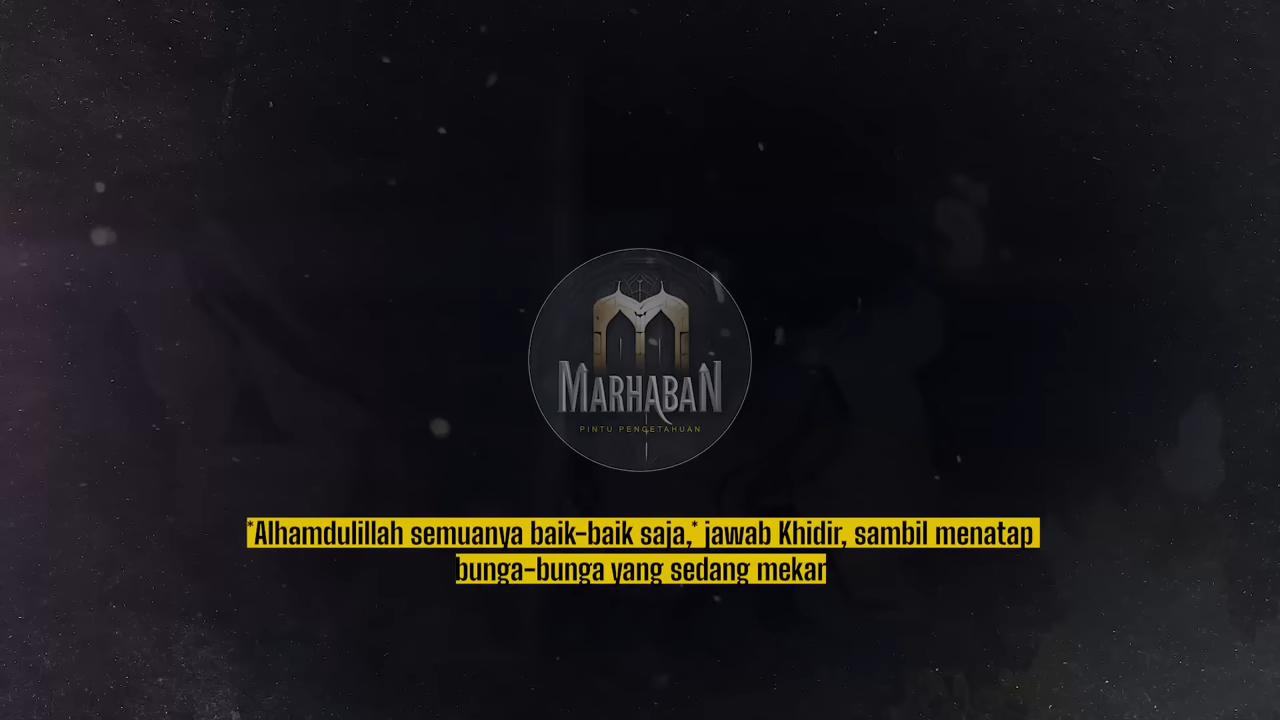 MARHABAN
PINTU PENGETAHUAN
*Alhamdulillah semuanya baik-baik saja,* jawab Khidir, sambil menatap
bunga-bunga yang sedang mekar